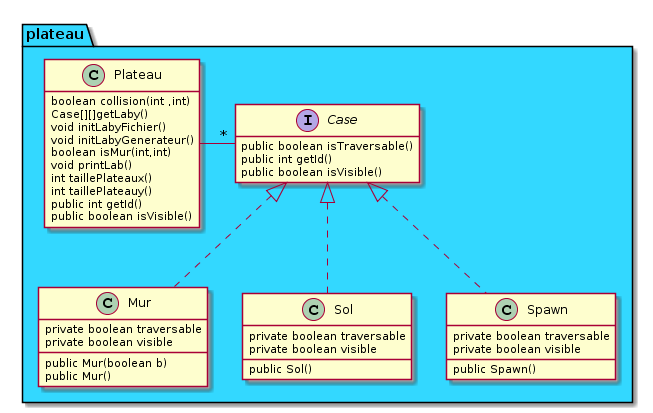 plateau
C Plateau
boolean collision(int ,int)
Case[][]getLaby()
void initLabyFichier()
void initLabyGenerateur()
boolean isMur(int,int)
void printLab()
int taillePlateaux()
int taillePlateauy()
public int getId()
public boolean isVisible()
*
I Case
public boolean isTraversable()
public int getId()
public boolean isVisible()
C Mur
private boolean traversable
private boolean visible
public Mur(boolean b)
public Mur()
C Sol
private boolean traversable
private boolean visible
public Sol()
C Spawn
private boolean traversable
private boolean visible
public Spawn()